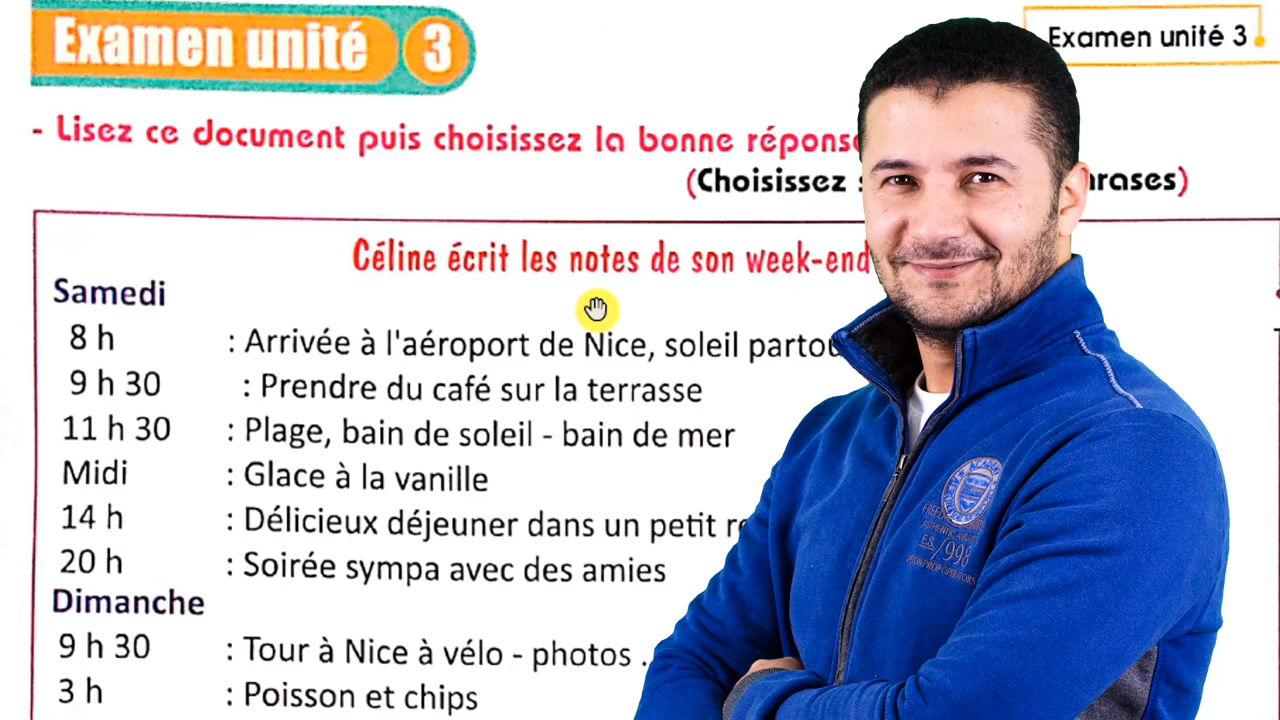 Examen unité 3
Examen unité 3
- Lisez ce document puis choisissez la bonne
(Choisissez
Céline écrit les notes de son week-end
Samedi
8 h : Arrivée à l'aéroport de Nice, soleil
9 h 30 : Prendre du café sur la terrasse
11 h 30 : Plage, bain de soleil - bain de mer
Midi : Glace à la vanille
14 h : Délicieux déjeuner dans un petit
20 h : Soirée sympa avec des amies
Dimanche
9 h 30 : Tour à Nice à vélo - photos .
3 h : Poisson et chips
E.S. 998